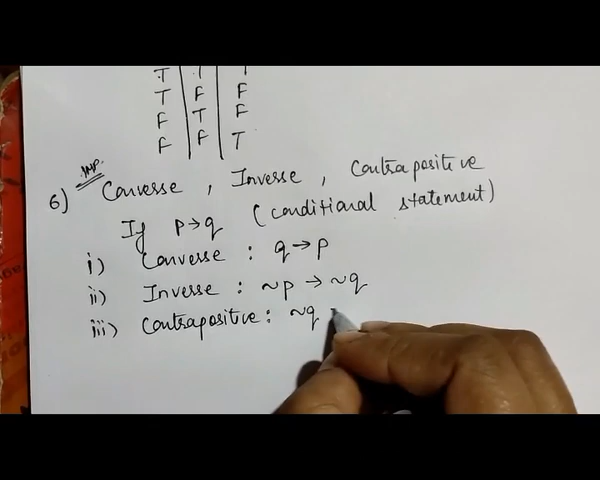 T T T
T F F
F T F
F F T
IMP.
6) Converse , Inverse , Contrapositive
If p→q (conditional statement)
i) Converse : q→p
ii) Inverse : ~p → ~q
iii) Contrapositive : ~q